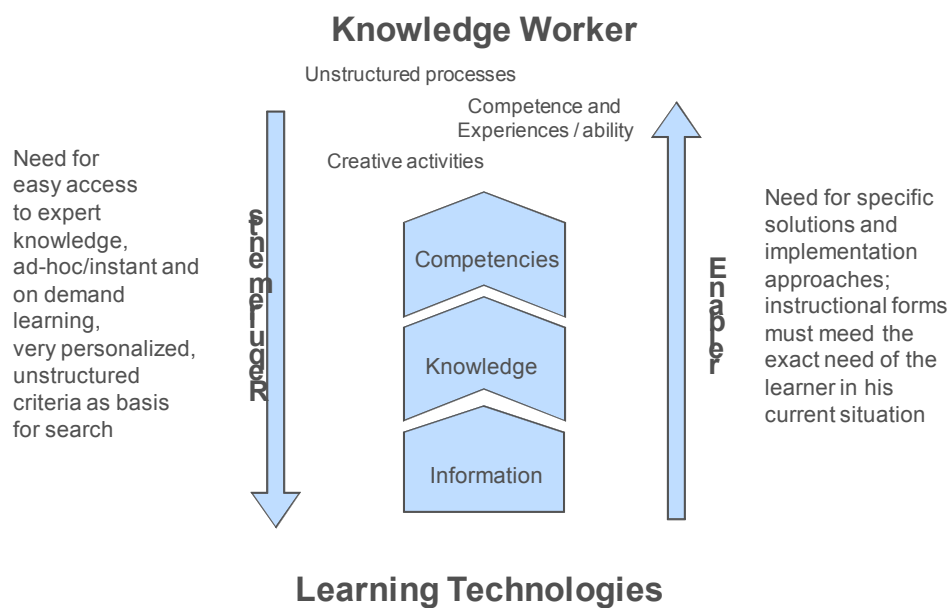 Knowledge Worker
Unstructured processes
Competence and
Experiences / ability
Creative activities
Need for
easy access
to expert
knowledge,
ad-hoc/instant and
on demand
learning,
very personalized,
unstructured
criteria as basis
for search
Requirements
Competencies
Knowledge
Information
Enabler
Need for specific
solutions and
implementation
approaches;
instructional forms
must meed the
exact need of the
learner in his
current situation
Learning Technologies